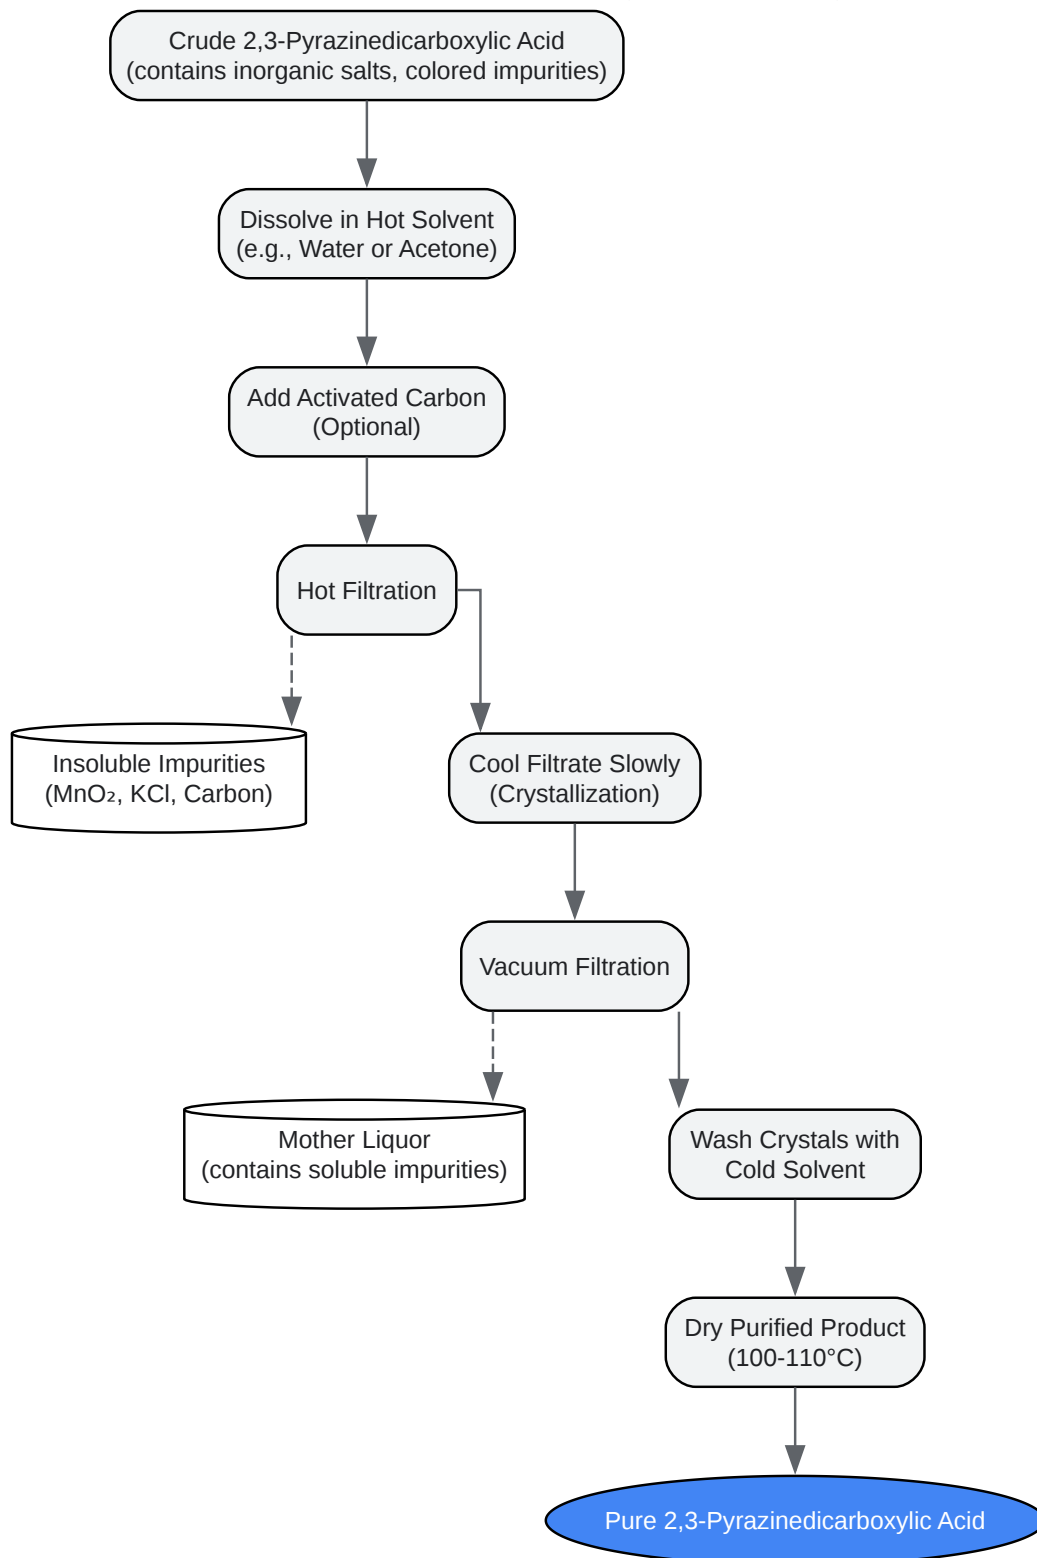 Crude 2,3-Pyrazinedicarboxylic Acid
(contains inorganic salts, colored impurities)
Dissolve in Hot Solvent
(e.g., Water or Acetone)
Add Activated Carbon
(Optional)
Hot Filtration
Insoluble Impurities
(MnO₂, KCl, Carbon)
Cool Filtrate Slowly
(Crystallization)
Vacuum Filtration
Mother Liquor
(contains soluble impurities)
Wash Crystals with
Cold Solvent
Dry Purified Product
(100-110°C)
Pure 2,3-Pyrazinedicarboxylic Acid